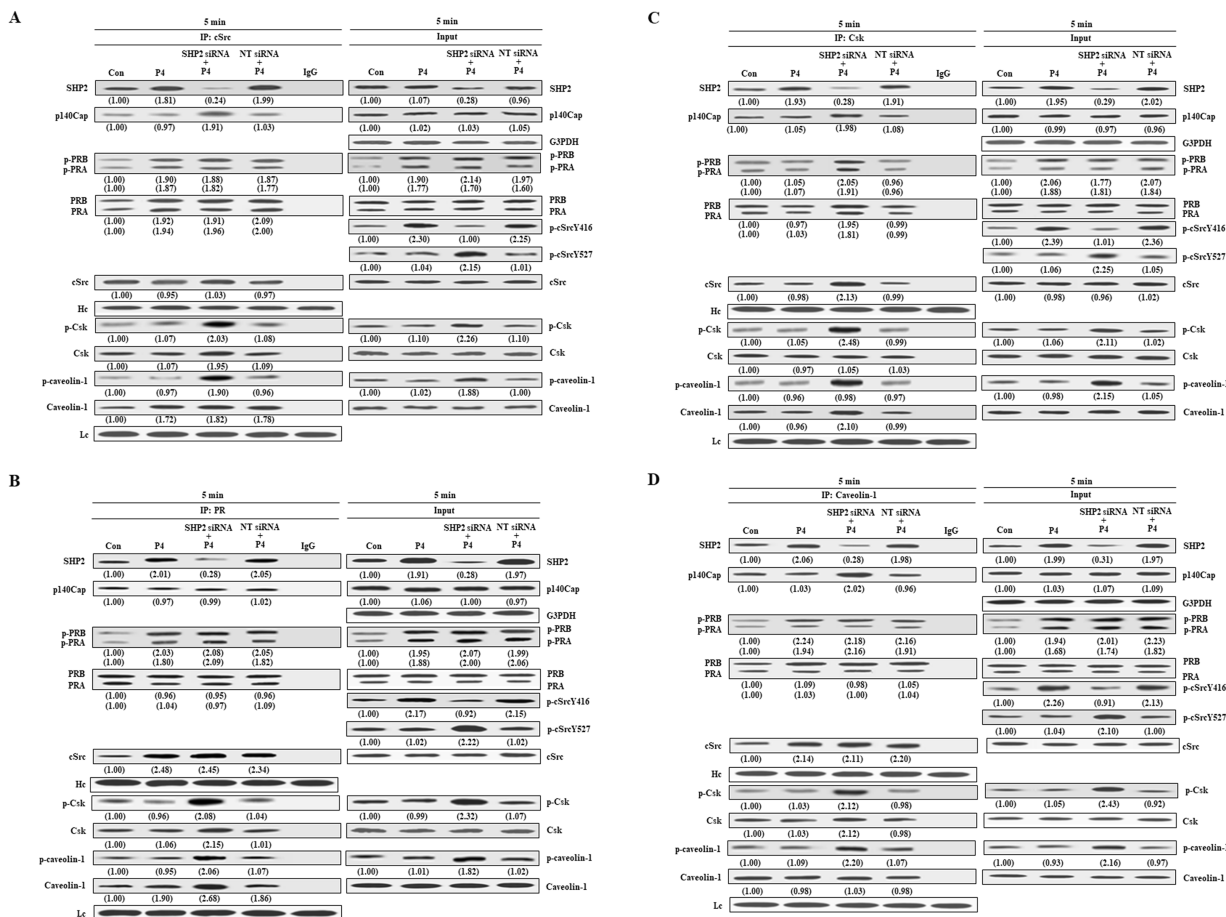 A
5 min
IP: cSrc
Con P4 SHP2 siRNA + P4 NT siRNA + P4 IgG
SHP2
(1.00) (1.81) (0.24) (1.99)
p140Cap
(1.00) (0.97) (1.91) (1.03)
p-PRB
p-PRA
(1.00) (1.90) (1.88) (1.87)
(1.00) (1.87) (1.82) (1.77)
PRB
PRA
(1.00) (1.92) (1.91) (2.09)
(1.00) (1.94) (1.96) (2.00)
cSrc
(1.00) (0.95) (1.03) (0.97)
Hc
p-Csk
(1.00) (1.07) (2.03) (1.08)
Csk
(1.00) (1.07) (1.95) (1.09)
p-caveolin-1
(1.00) (0.97) (1.90) (0.96)
Caveolin-1
(1.00) (1.72) (1.82) (1.78)
Lc
5 min
Input
Con P4 SHP2 siRNA + P4 NT siRNA + P4
SHP2
(1.00) (1.07) (0.28) (0.96)
p140Cap
(1.00) (1.02) (1.03) (1.05)
G3PDH
p-PRB
p-PRA
(1.00) (1.90) (2.14) (1.97)
(1.00) (1.77) (1.70) (1.60)
PRB
PRA
p-cSrcY416
(1.00) (2.30) (1.00) (2.25)
p-cSrcY527
(1.00) (1.04) (2.15) (1.01)
cSrc
p-Csk
(1.00) (1.10) (2.26) (1.10)
Csk
p-caveolin-1
(1.00) (1.02) (1.88) (1.00)
Caveolin-1
B
5 min
IP: PR
Con P4 SHP2 siRNA + P4 NT siRNA + P4 IgG
SHP2
(1.00) (2.01) (0.28) (2.05)
p140Cap
(1.00) (0.97) (0.99) (1.02)
p-PRB
p-PRA
(1.00) (2.03) (2.08) (2.05)
(1.00) (1.80) (2.09) (1.82)
PRB
PRA
(1.00) (0.96) (0.95) (0.96)
(1.00) (1.04) (0.97) (1.09)
cSrc
(1.00) (2.48) (2.45) (2.34)
Hc
p-Csk
(1.00) (0.96) (2.08) (1.04)
Csk
(1.00) (1.06) (2.15) (1.01)
p-caveolin-1
(1.00) (0.95) (2.06) (1.07)
Caveolin-1
(1.00) (1.90) (2.68) (1.86)
Lc
5 min
Input
Con P4 SHP2 siRNA + P4 NT siRNA + P4
SHP2
(1.00) (1.91) (0.28) (1.97)
p140Cap
(1.00) (1.06) (1.00) (0.97)
G3PDH
p-PRB
p-PRA
(1.00) (1.95) (2.07) (1.99)
(1.00) (1.88) (2.00) (2.06)
PRB
PRA
p-cSrcY416
(1.00) (2.17) (0.92) (2.15)
p-cSrcY527
(1.00) (1.02) (2.22) (1.02)
cSrc
p-Csk
(1.00) (0.99) (2.32) (1.07)
Csk
p-caveolin-1
(1.00) (1.01) (1.82) (1.02)
Caveolin-1
C
5 min
IP: Csk
Con P4 SHP2 siRNA + P4 NT siRNA + P4 IgG
SHP2
(1.00) (1.93) (0.28) (1.91)
p140Cap
(1.00) (1.05) (1.98) (1.08)
p-PRB
p-PRA
(1.00) (1.05) (2.05) (0.96)
(1.00) (1.07) (1.91) (0.96)
PRB
PRA
(1.00) (0.97) (1.95) (0.99)
(1.00) (1.03) (1.81) (0.99)
cSrc
(1.00) (0.98) (2.13) (0.99)
Hc
p-Csk
(1.00) (1.05) (2.48) (0.99)
Csk
(1.00) (0.97) (1.05) (1.03)
p-caveolin-1
(1.00) (0.96) (0.98) (0.97)
Caveolin-1
(1.00) (0.96) (2.10) (0.99)
Lc
5 min
Input
Con P4 SHP2 siRNA + P4 NT siRNA + P4
SHP2
(1.00) (1.95) (0.29) (2.02)
p140Cap
(1.00) (0.99) (0.97) (0.96)
G3PDH
p-PRB
p-PRA
(1.00) (2.06) (1.77) (2.07)
(1.00) (1.88) (1.81) (1.84)
PRB
PRA
p-cSrcY416
(1.00) (2.39) (1.01) (2.36)
p-cSrcY527
(1.00) (1.06) (2.25) (1.05)
cSrc
(1.00) (0.98) (0.96) (1.02)
p-Csk
(1.00) (1.06) (2.11) (1.02)
Csk
p-caveolin-
(1.00) (0.98) (2.15) (1.05)
Caveolin-1
D
5 min
IP: Caveolin-1
Con P4 SHP2 siRNA + P4 NT siRNA + P4 IgG
SHP2
(1.00) (2.06) (0.28) (1.98)
p140Cap
(1.00) (1.03) (2.02) (0.96)
p-PRB
p-PRA
(1.00) (2.24) (2.18) (2.16)
(1.00) (1.94) (2.16) (1.91)
PRB
PRA
(1.00) (1.09) (0.98) (1.05)
(1.00) (1.03) (1.00) (1.04)
cSrc
(1.00) (2.14) (2.11) (2.20)
Hc
p-Csk
(1.00) (1.03) (2.12) (0.98)
Csk
(1.00) (1.03) (2.12) (0.98)
p-caveolin-1
(1.00) (1.09) (2.20) (1.07)
Caveolin-1
(1.00) (0.98) (1.03) (0.98)
Lc
5 min
Input
Con P4 SHP2 siRNA + P4 NT siRNA + P4
SHP2
(1.00) (1.99) (0.31) (1.97)
p140Cap
(1.00) (1.03) (1.07) (1.09)
G3PDH
p-PRB
p-PRA
(1.00) (1.94) (2.01) (2.23)
(1.00) (1.68) (1.74) (1.82)
PRB
PRA
p-cSrcY416
(1.00) (2.26) (0.91) (2.13)
p-cSrcY527
(1.00) (1.04) (2.10) (1.00)
cSrc
p-Csk
(1.00) (1.05) (2.43) (0.92)
Csk
p-caveolin-
(1.00) (0.93) (2.16) (0.97)
Caveolin-1